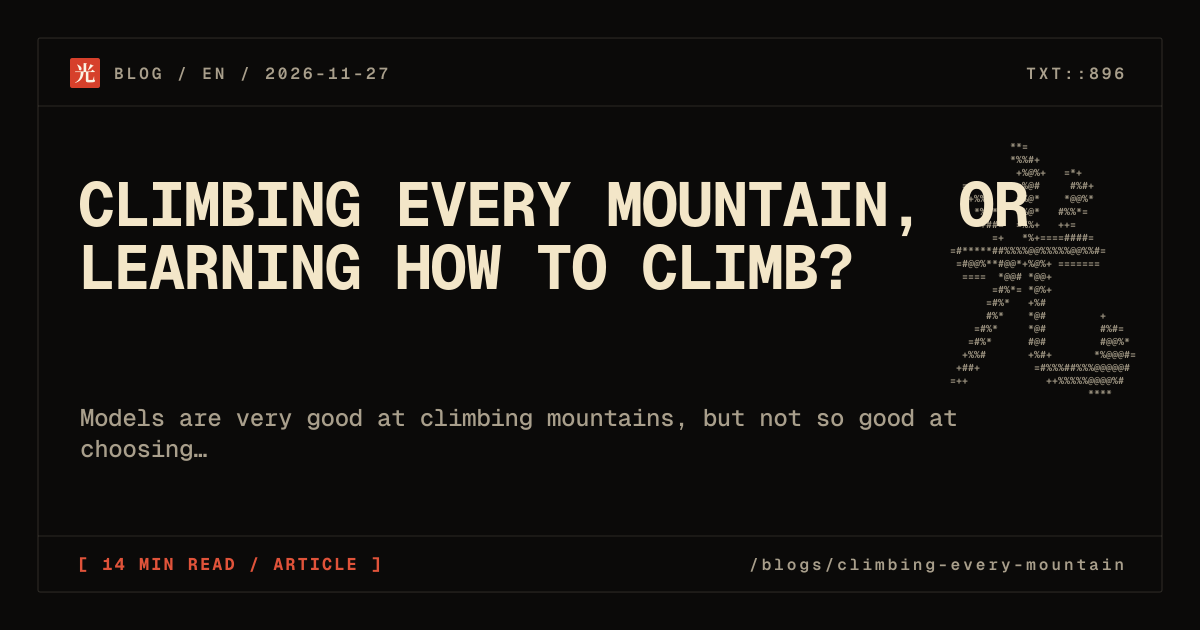 光 BLOG / EN / 2026-11-27
TXT::896
CLIMBING EVERY MOUNTAIN, OR
LEARNING HOW TO CLIMB?
Models are very good at climbing mountains, but not so good at
choosing…
[ 14 MIN READ / ARTICLE ]
/blogs/climbing-every-mountain